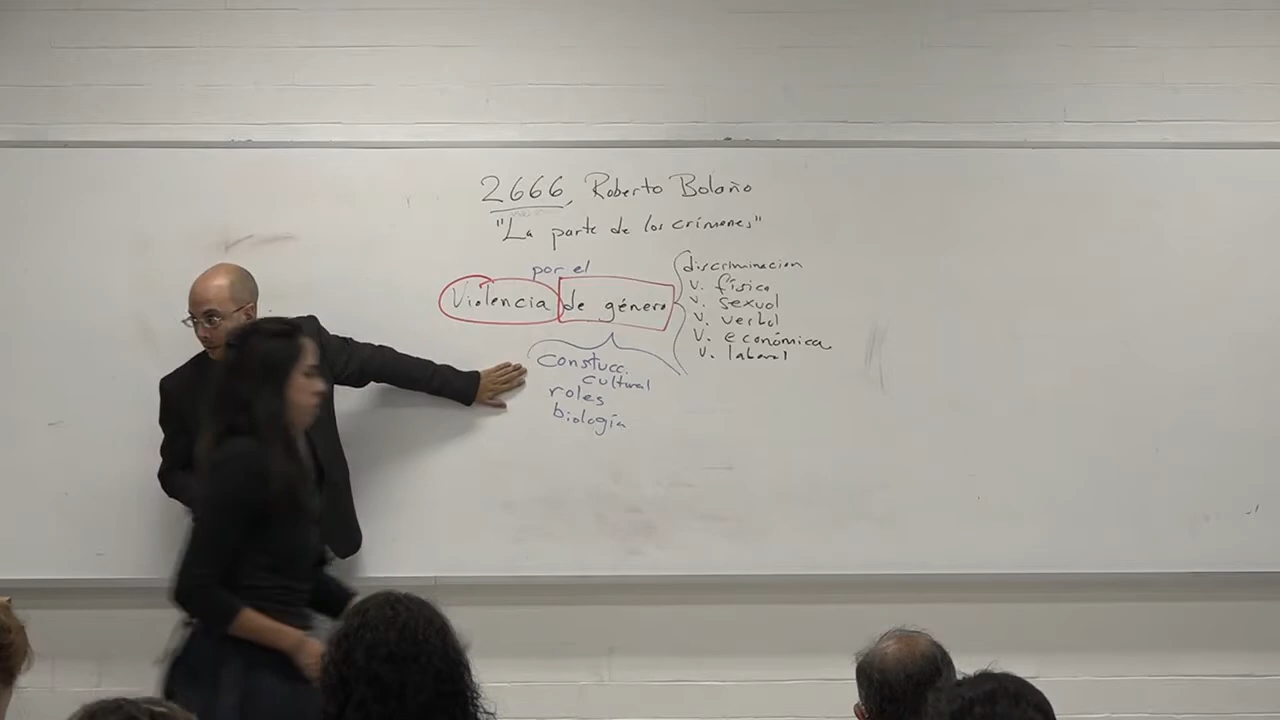 2666, Roberto Bolaño
"La parte de los crímenes"
por el
Violencia de género
discriminacion
v. física
v. sexual
v. verbal
v. económica
v. laboral
constucc.
cultural
roles
biología